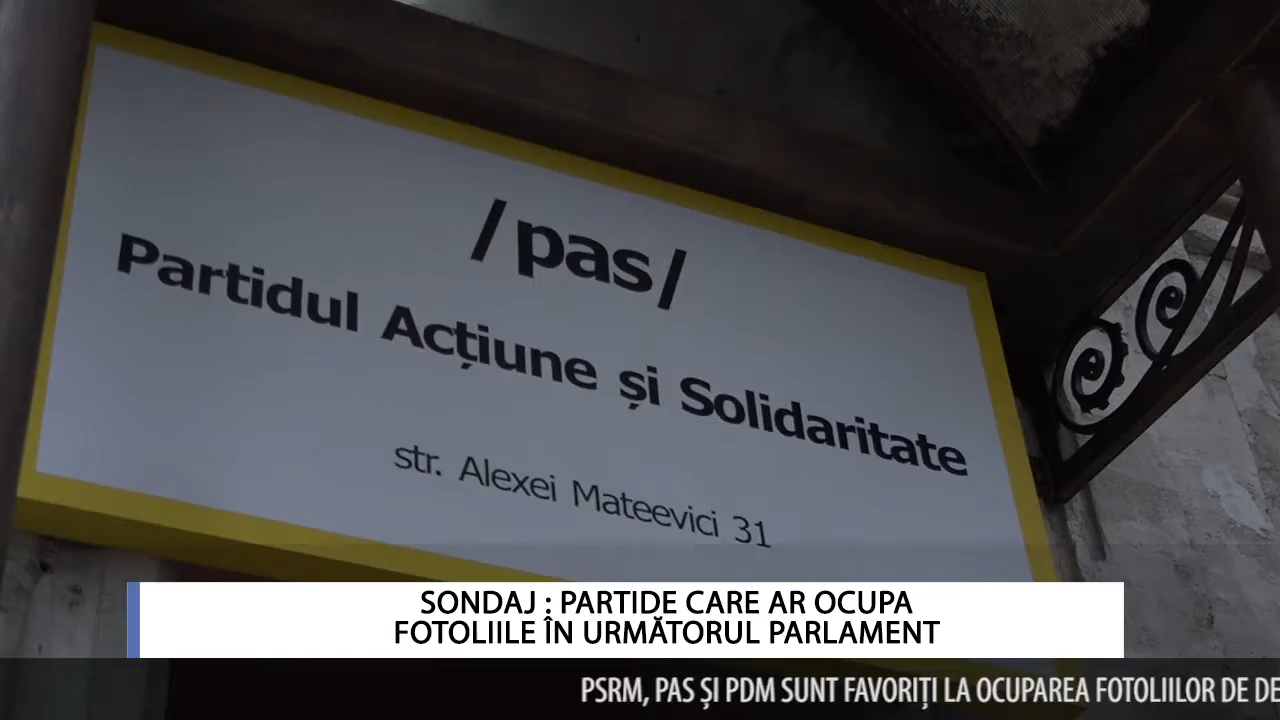 /pas/
Partidul Acțiune și Solidaritate
str. Alexei Mateevici 31
SONDAJ : PARTIDE CARE AR OCUPA
FOTOLIILE ÎN URMĂTORUL PARLAMENT
PSRM, PAS ȘI PDM SUNT FAVORIȚI LA OCUPAREA FOTOLIILOR DE DE